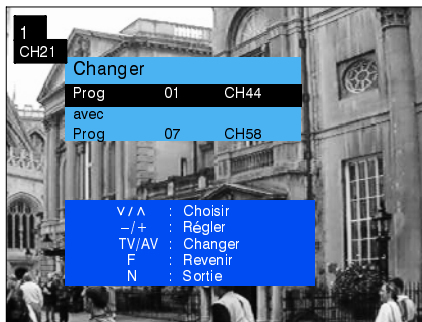 1
CH21
Changer
Prog 01 CH44
avec
Prog 07 CH58
∨/∧ : Choisir
–/+ : Régler
TV/AV : Changer
F : Revenir
N : Sortie